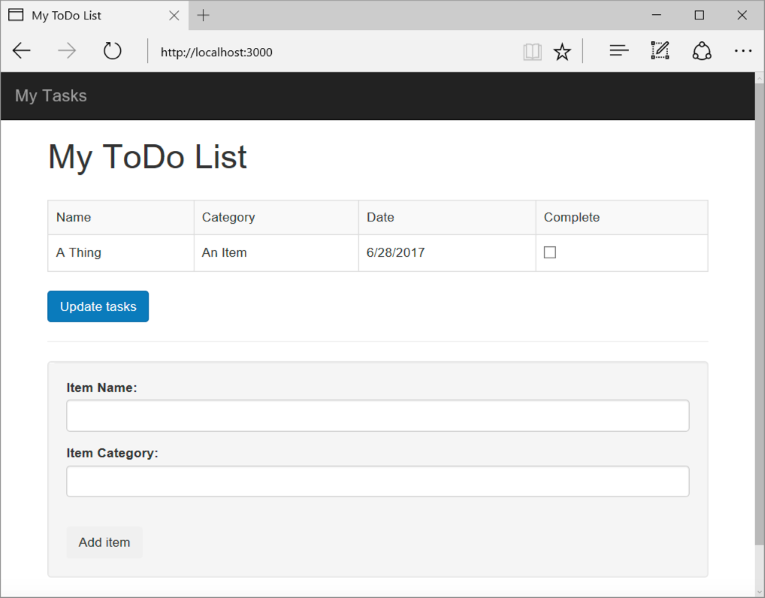 My ToDo List
http://localhost:3000
My Tasks
My ToDo List
Name Category Date Complete
A Thing An Item 6/28/2017
Update tasks
Item Name:
Item Category:
Add item